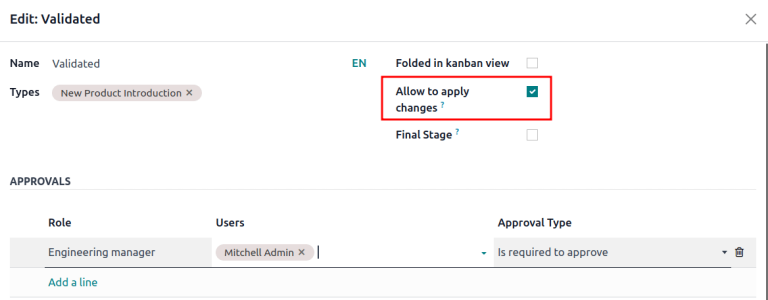 Edit: Validated
Name Validated EN
Folded in kanban view
Types New Product Introduction ×
Allow to apply
changes ?
Final Stage ?
APPROVALS
Role Users Approval Type
Engineering manager Mitchell Admin × Is required to approve
Add a line